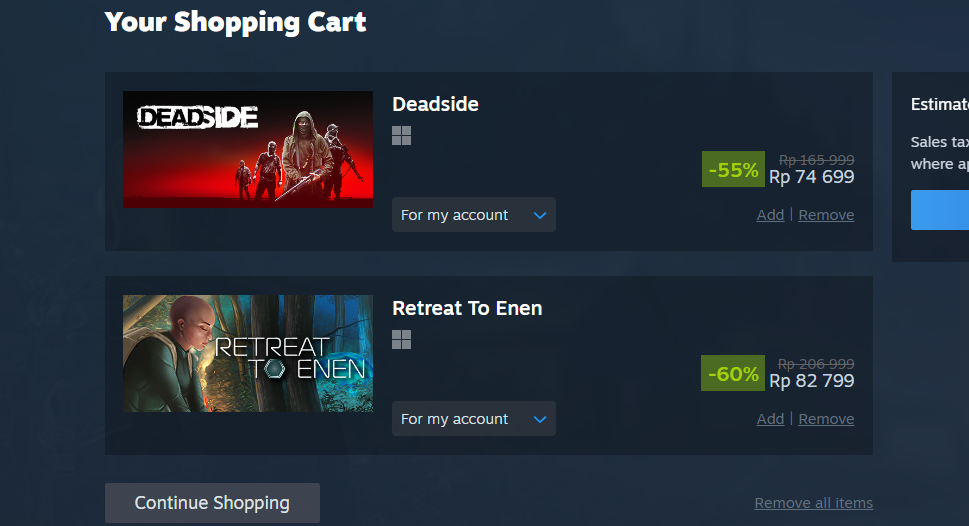 Your Shopping Cart
DEADSIDE
Deadside
-55%
Rp 165 999
Rp 74 699
For my account
Add | Remove
RETREAT
TO ENEN
Retreat To Enen
-60%
Rp 206 999
Rp 82 799
For my account
Add | Remove
Continue Shopping
Remove all items
Estimate
Sales tax
where ap